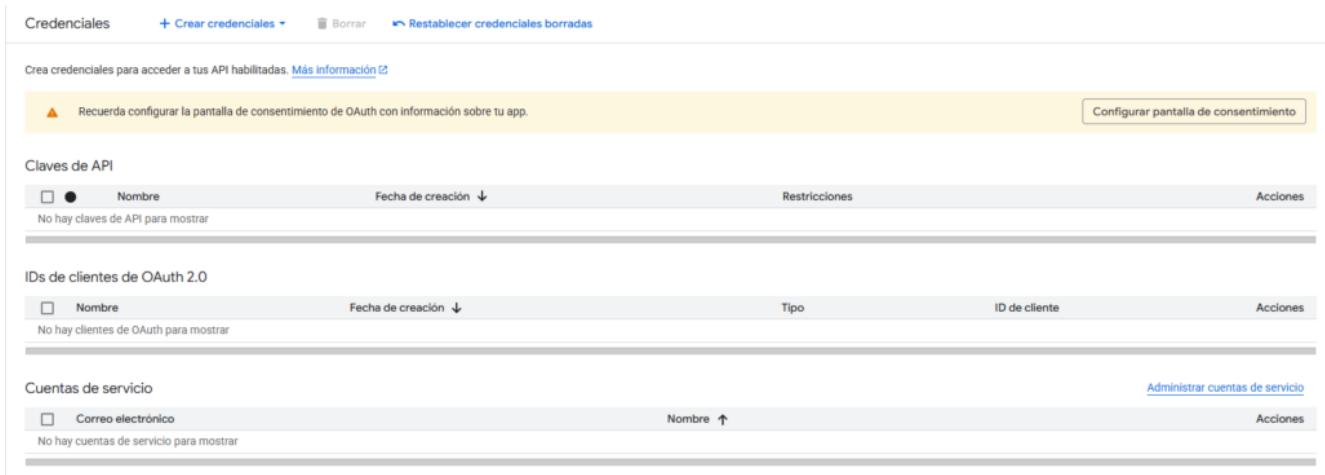 Credenciales + Crear credenciales Borrar Restablecer credenciales borradas
Crea credenciales para acceder a tus API habilitadas. Más información
Recuerda configurar la pantalla de consentimiento de OAuth con información sobre tu app. Configurar pantalla de consentimiento
Claves de API
Nombre Fecha de creación ↓ Restricciones Acciones
No hay claves de API para mostrar
IDs de clientes de OAuth 2.0
Nombre Fecha de creación ↓ Tipo ID de cliente Acciones
No hay clientes de OAuth para mostrar
Cuentas de servicio Administrar cuentas de servicio
Correo electrónico Nombre ↑ Acciones
No hay cuentas de servicio para mostrar